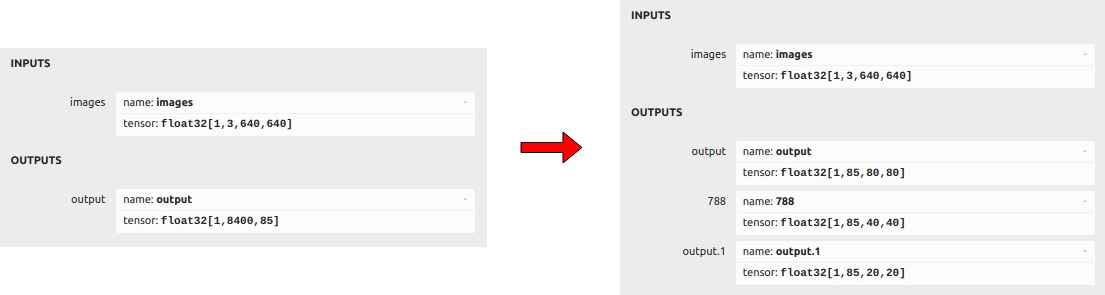 INPUTS
images
name: images
-
tensor: float32[1,3,640,640]
OUTPUTS
output
name: output
-
tensor: float32[1,8400,85]
INPUTS
images
name: images
-
tensor: float32[1,3,640,640]
OUTPUTS
output
name: output
-
tensor: float32[1,85,80,80]
788
name: 788
-
tensor: float32[1,85,40,40]
output.1
name: output.1
-
tensor: float32[1,85,20,20]